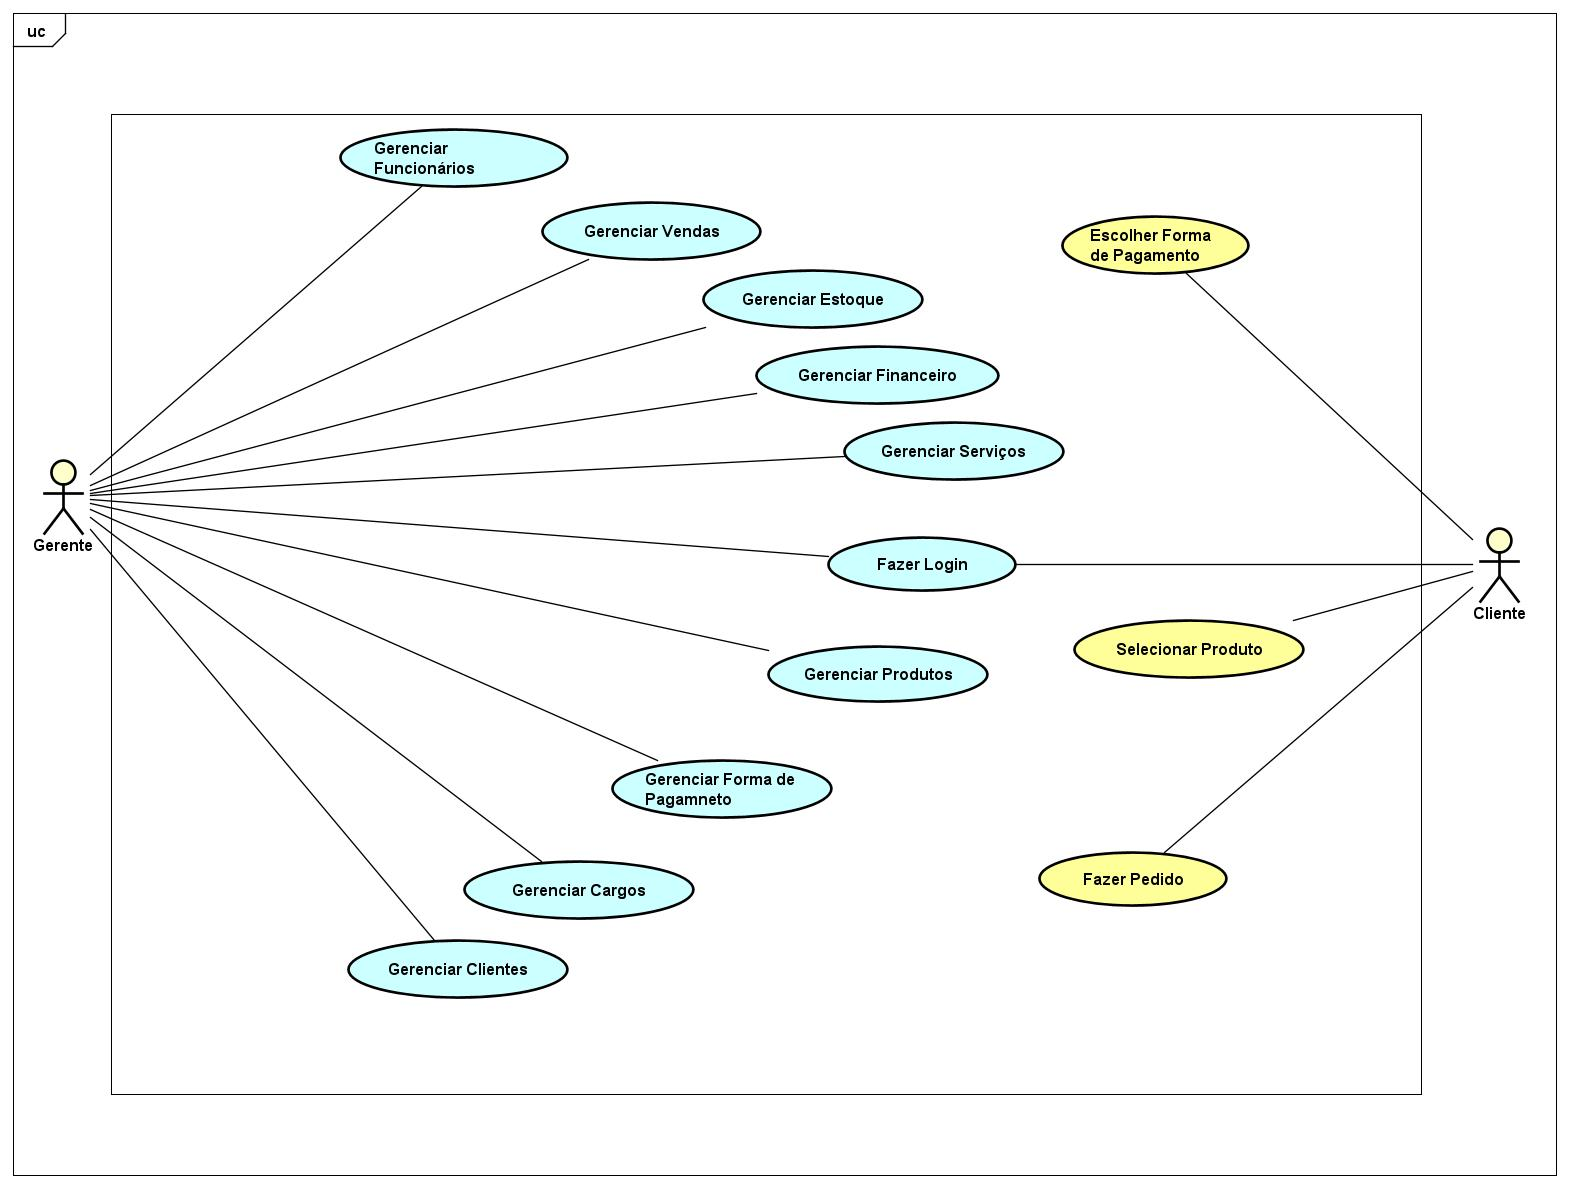 uc
Gerenciar
Funcionários
Gerenciar Vendas
Escolher Forma
de Pagamento
Gerenciar Estoque
Gerenciar Financeiro
Gerenciar Serviços
Gerente
Fazer Login
Cliente
Selecionar Produto
Gerenciar Produtos
Gerenciar Forma de
Pagamneto
Fazer Pedido
Gerenciar Cargos
Gerenciar Clientes